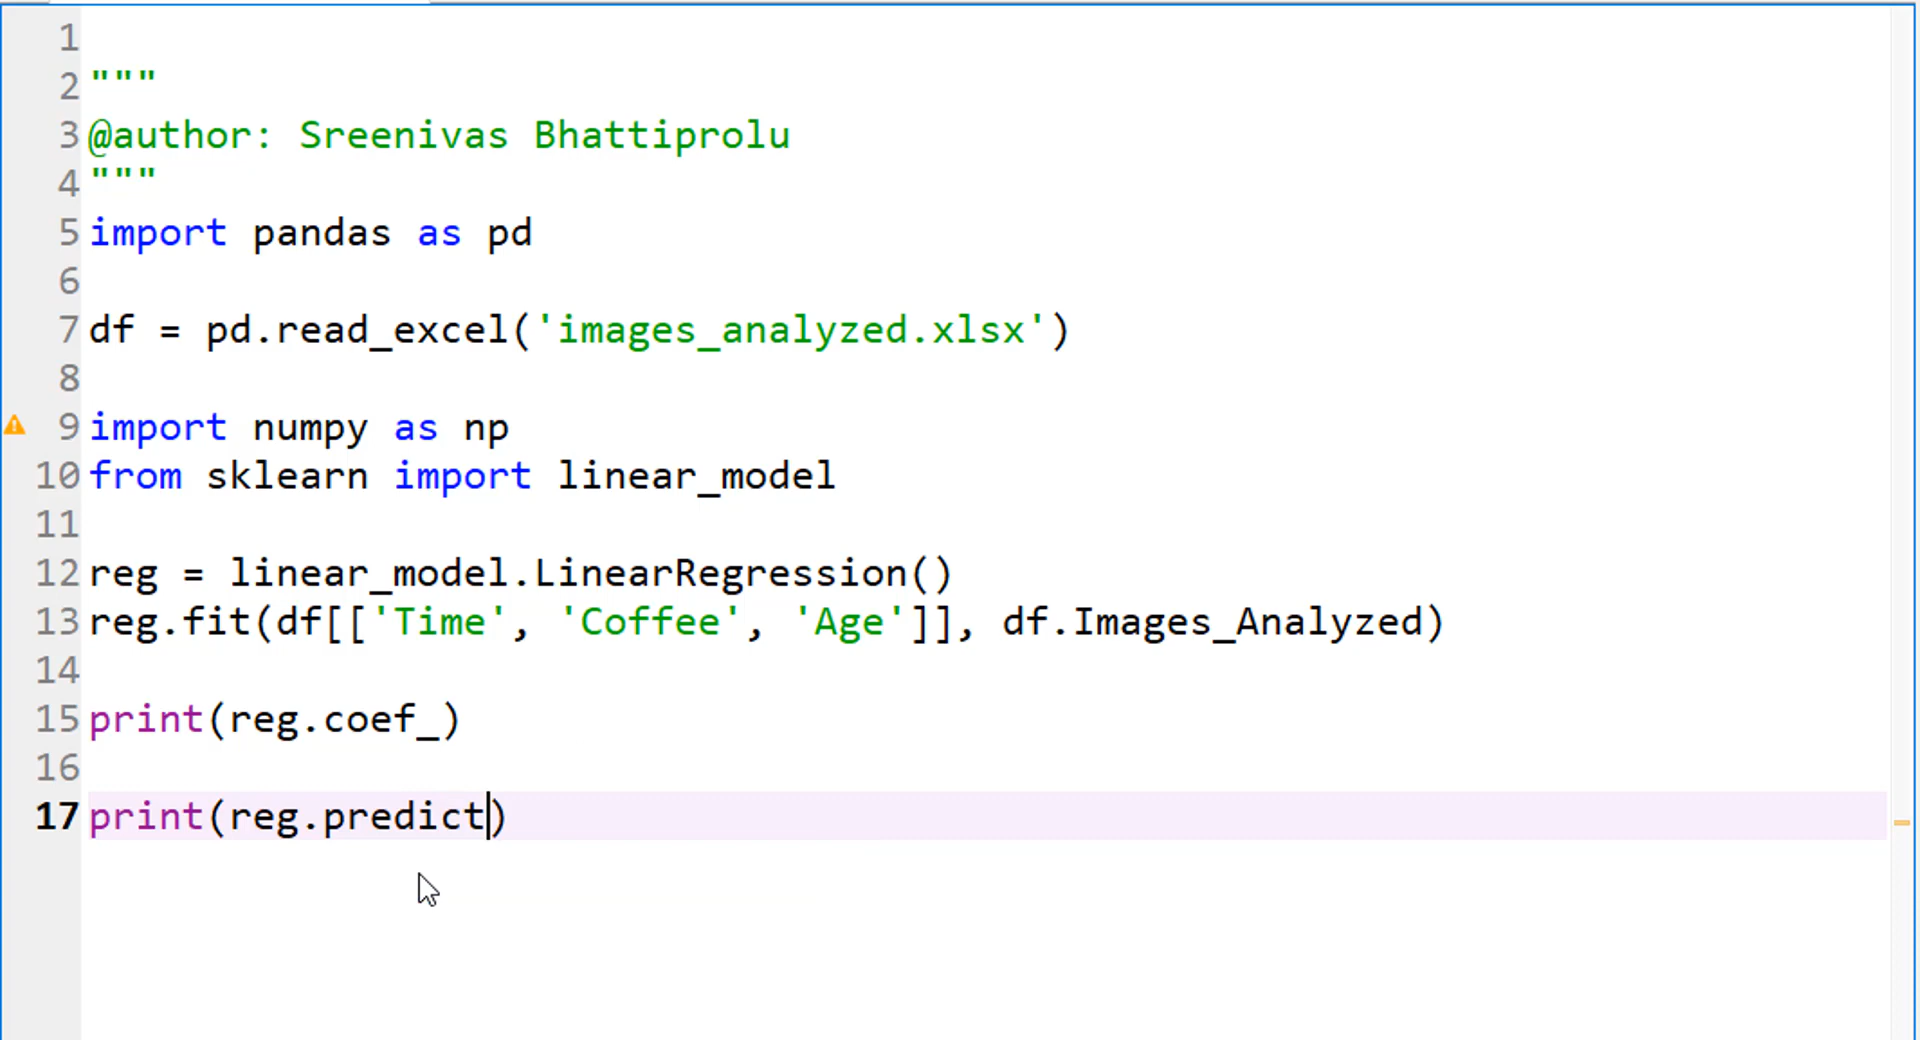 1
2 """
3 @author: Sreenivas Bhattiprolu
4 """
5 import pandas as pd
6
7 df = pd.read_excel('images_analyzed.xlsx')
8
9 import numpy as np
10 from sklearn import linear_model
11
12 reg = linear_model.LinearRegression()
13 reg.fit(df[['Time', 'Coffee', 'Age']], df.Images_Analyzed)
14
15 print(reg.coef_)
16
17 print(reg.predict)